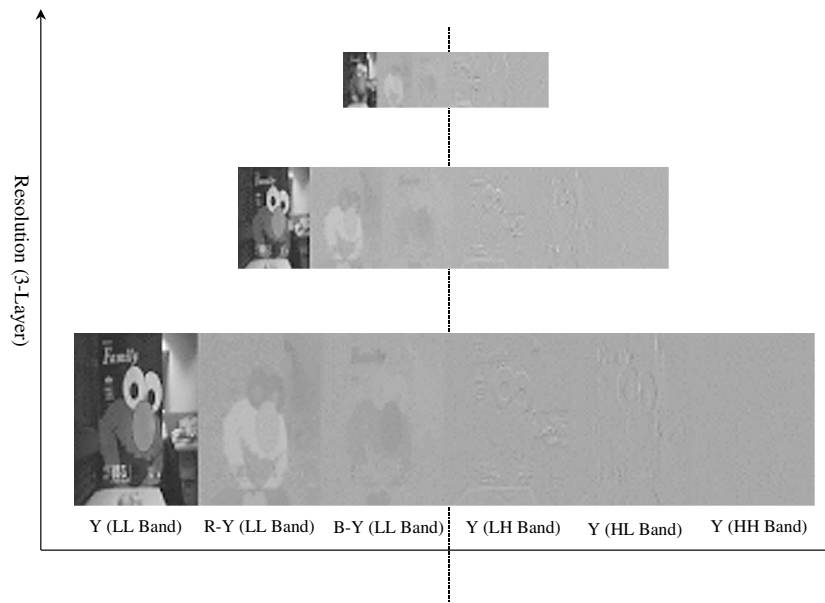 Resolution (3-Layer)
Family
Y (LL Band) R-Y (LL Band) B-Y (LL Band) Y (LH Band) Y (HL Band) Y (HH Band)